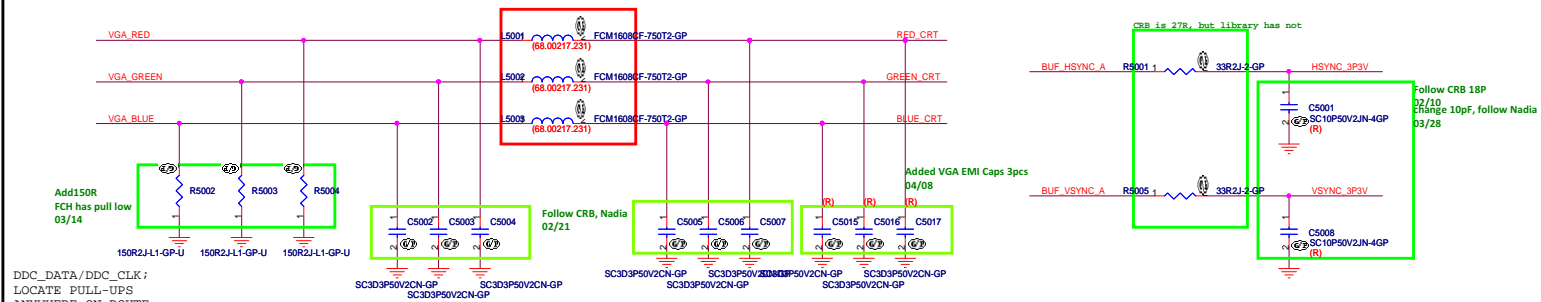 CRB is 27R, but library has not
VGA_RED
L5001
FCM1608CF-750T2-GP
(68.00217.231)
RED_CRT
VGA_GREEN
L5002
FCM1608CF-750T2-GP
(68.00217.231)
GREEN_CRT
VGA_BLUE
L5003
FCM1608CF-750T2-GP
(68.00217.231)
BLUE_CRT
BUF_HSYNC_A
R5001 1
33R2J-2-GP
HSYNC_3P3V
C5001
SC10P50V2JN-4GP
(R)
Follow CRB 18P
02/10
change 10pF, follow Nadia
03/28
BUF_VSYNC_A
R5005 1
33R2J-2-GP
VSYNC_3P3V
C5008
SC10P50V2JN-4GP
(R)
Add150R
FCH has pull low
03/14
R5002
R5003
R5004
150R2J-L1-GP-U
150R2J-L1-GP-U
150R2J-L1-GP-U
C5002
C5003
C5004
SC3D3P50V2CN-GP
SC3D3P50V2CN-GP
SC3D3P50V2CN-GP
Follow CRB, Nadia
02/21
C5005
C5006
C5007
SC3D3P50V2CN-GP
Added VGA EMI Caps 3pcs
04/08
(R)
(R)
(R)
C5015
C5016
C5017
SC3D3P50V2CN-GP
SC3D3P50V2CN-GP
DDC_DATA/DDC_CLK;
LOCATE PULL-UPS